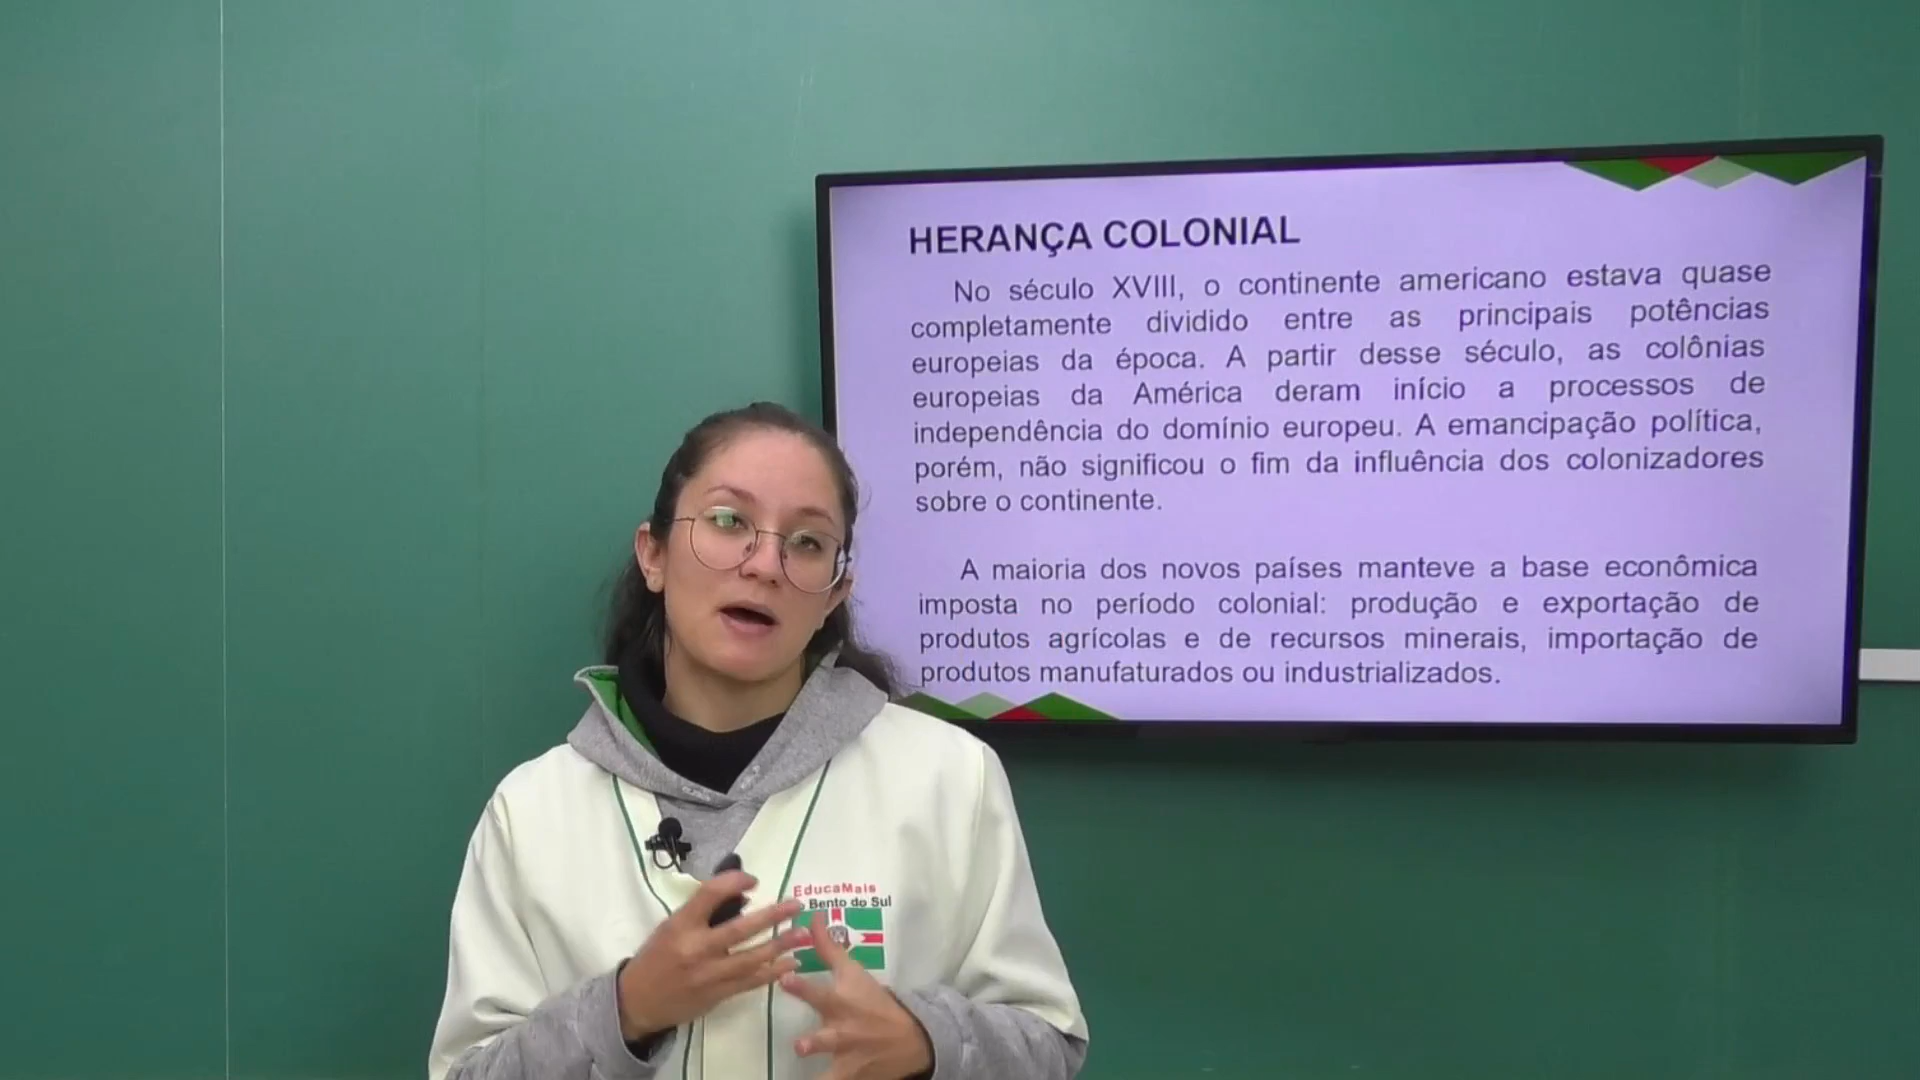 HERANÇA COLONIAL
No século XVIII, o continente americano estava quase
completamente dividido entre as principais potências
europeias da época. A partir desse século, as colônias
europeias da América deram início a processos de
independência do domínio europeu. A emancipação política,
porém, não significou o fim da influência dos colonizadores
sobre o continente.
A maioria dos novos países manteve a base econômica
imposta no período colonial: produção e exportação de
produtos agrícolas e de recursos minerais, importação de
produtos manufaturados ou industrializados.
EducaMais
Bento do Sul